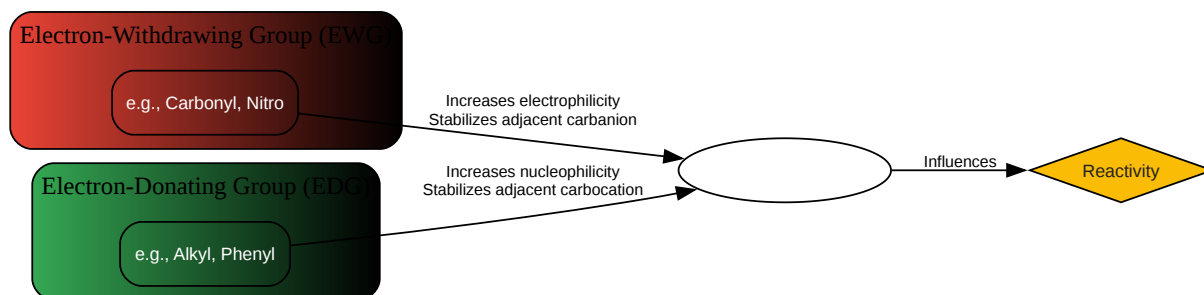 Electron-Withdrawing Group (EWG)
e.g., Carbonyl, Nitro
Increases electrophilicity
Stabilizes adjacent carbanion
Electron-Donating Group (EDG)
e.g., Alkyl, Phenyl
Increases nucleophilicity
Stabilizes adjacent carbocation
Influences
Reactivity